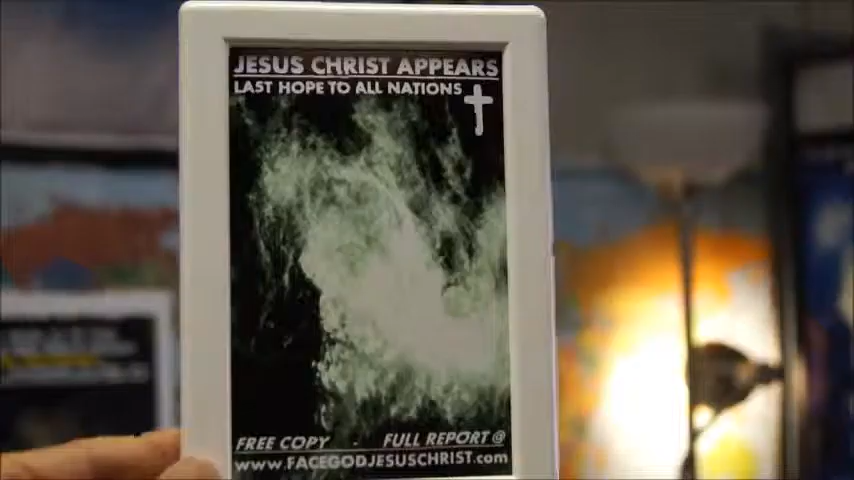 JESUS CHRIST APPEARS
LAST HOPE TO ALL NATIONS
FREE COPY - FULL REPORT @
www.FACEGODJESUSCHRIST.com